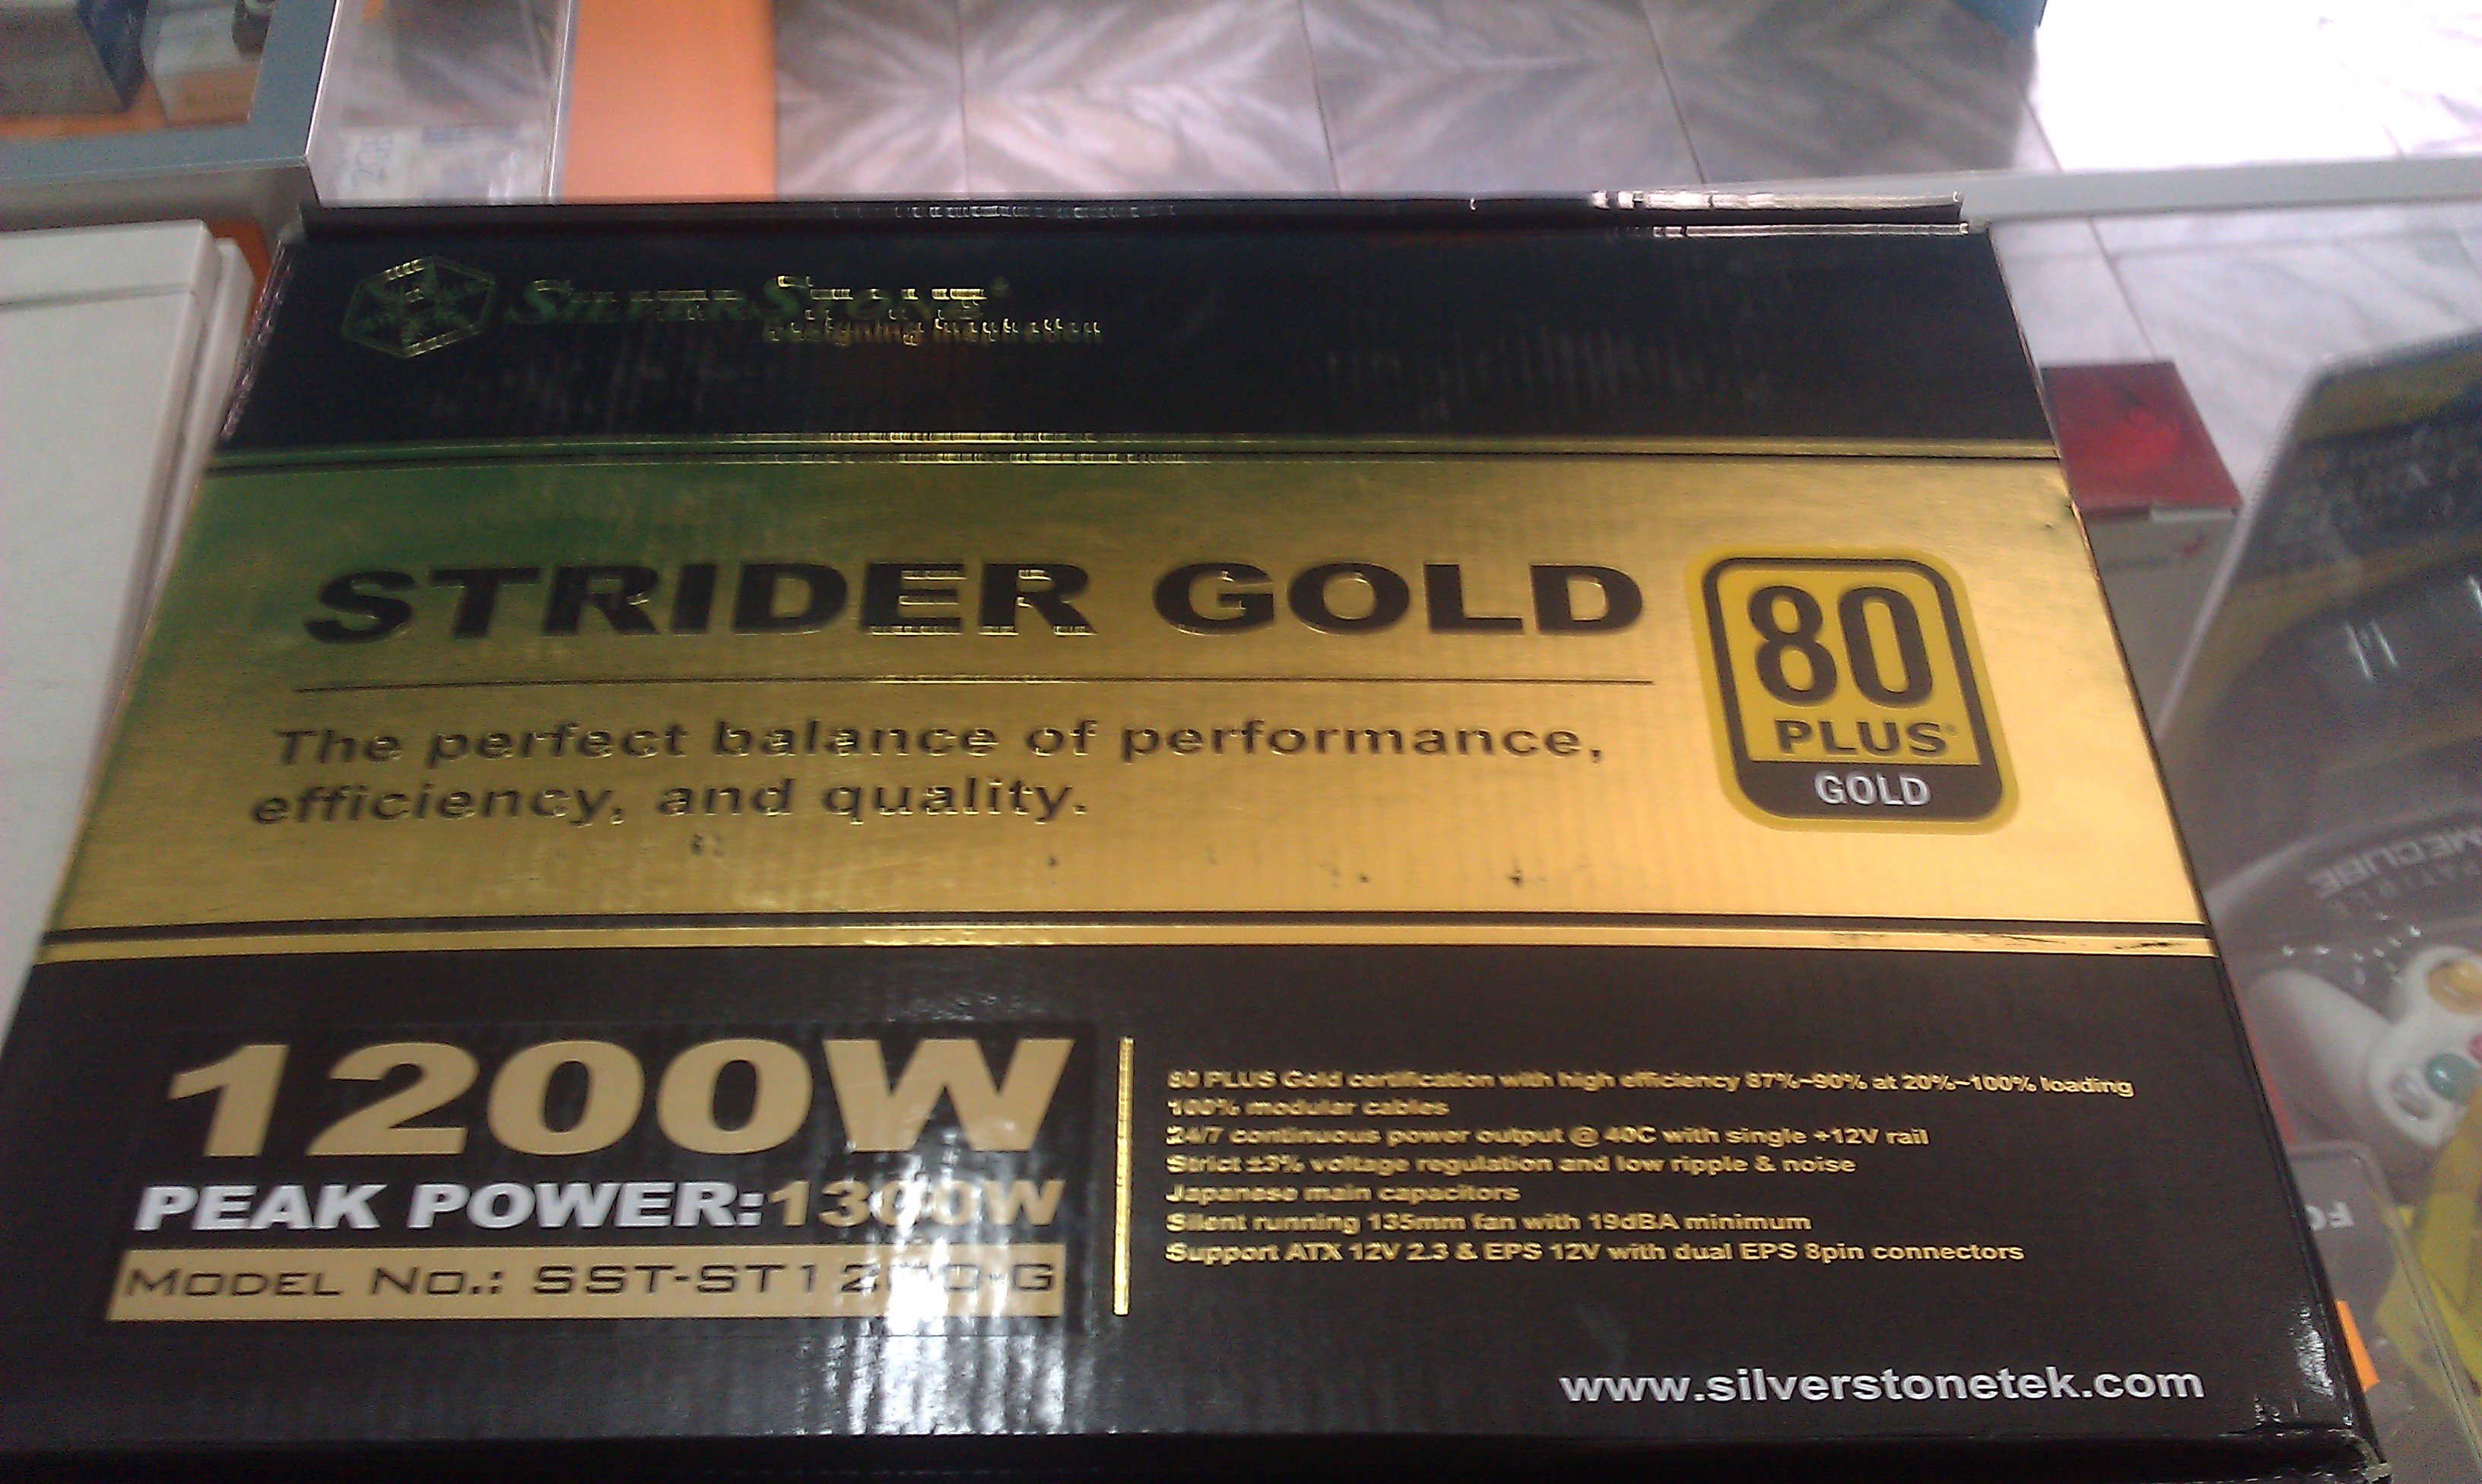 SILVERSTONE®
Designing Inspiration
STRIDER GOLD
The perfect balance of performance,
efficiency, and quality.
80
PLUS®
GOLD
1200W
PEAK POWER:1300W
MODEL NO.: SST-ST1200-G
80 PLUS Gold certification with high efficiency 87%~90% at 20%~100% loading
100% modular cables
24/7 continuous power output @ 40C with single +12V rail
Strict ±3% voltage regulation and low ripple & noise
Japanese main capacitors
Silent running 135mm fan with 19dBA minimum
Support ATX 12V 2.3 & EPS 12V with dual EPS 8pin connectors
www.silverstonetek.com